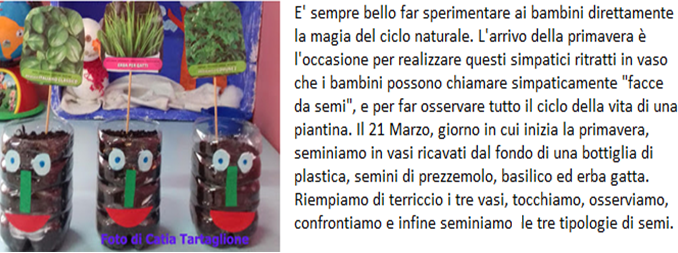 ERBA PER GATTI
Foto di Catia Tartaglione
E' sempre bello far sperimentare ai bambini direttamente
la magia del ciclo naturale. L'arrivo della primavera è
l'occasione per realizzare questi simpatici ritratti in vaso
che i bambini possono chiamare simpaticamente "facce
da semi", e per far osservare tutto il ciclo della vita di una
piantina. Il 21 Marzo, giorno in cui inizia la primavera,
seminiamo in vasi ricavati dal fondo di una bottiglia di
plastica, semini di prezzemolo, basilico ed erba gatta.
Riempiamo di terriccio i tre vasi, tocchiamo, osserviamo,
confrontiamo e infine seminiamo  le tre tipologie di semi.